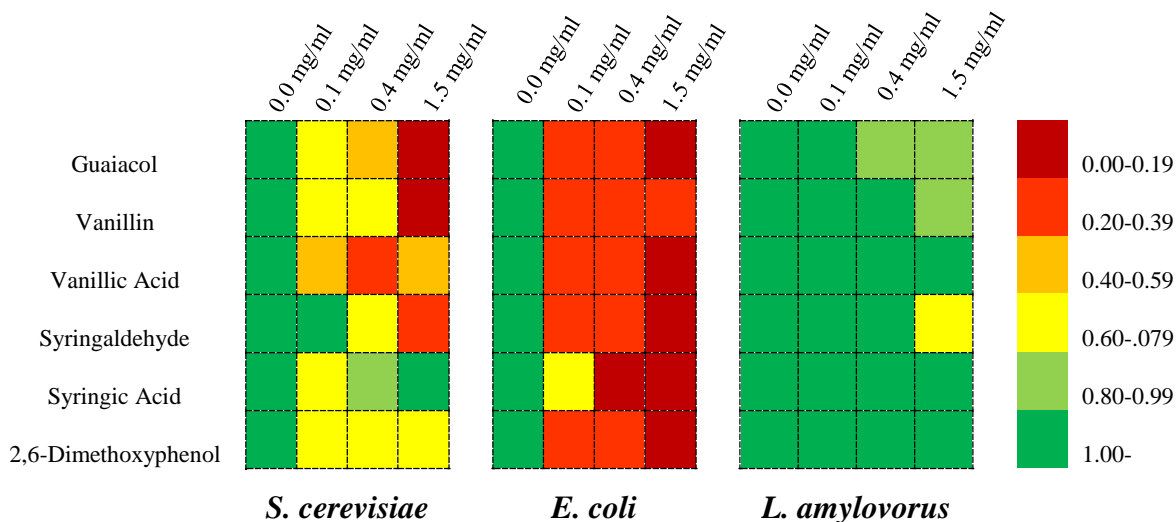 0.0 mg/ml
0.1 mg/ml
0.4 mg/ml
1.5 mg/ml
0.0 mg/ml
0.1 mg/ml
0.4 mg/ml
1.5 mg/ml
0.0 mg/ml
0.1 mg/ml
0.4 mg/ml
1.5 mg/ml
Guaiacol
Vanillin
Vanillic Acid
Syringaldehyde
Syringic Acid
2,6-Dimethoxyphenol
0.00-0.19
0.20-0.39
0.40-0.59
0.60-.079
0.80-0.99
1.00-
S. cerevisiae
E. coli
L. amylovorus